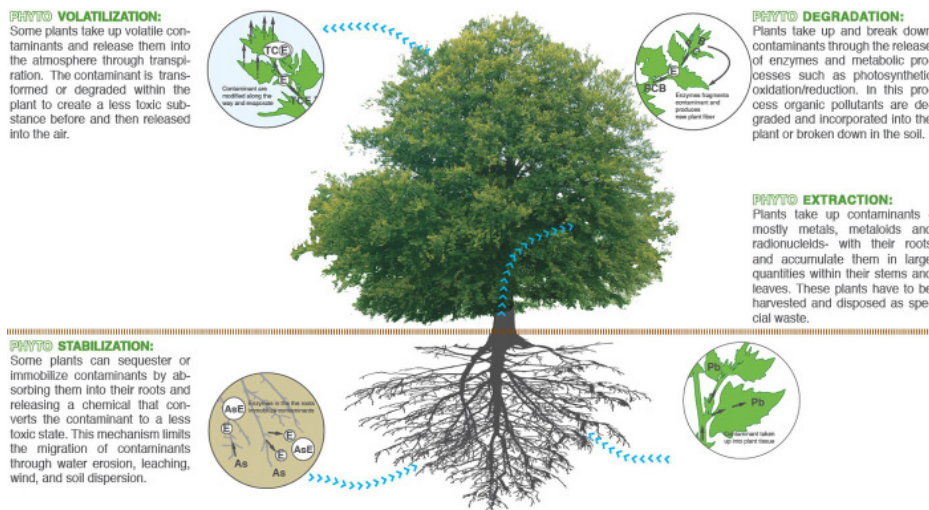 PHYTO VOLATILIZATION:
Some plants take up volatile con-
taminants and release them into
the atmosphere through transpi-
ration. The contaminant is trans-
formed or degraded within the
plant to create a less toxic sub-
stance before and then released
into the air.
TCE
E
TCE
Contaminant are
modified along the
way and evaporate
PHYTO DEGRADATION:
Plants take up and break down
contaminants through the release
of enzymes and metabolic pro-
cesses such as photosynthetic
oxidation/reduction. In this pro-
cess organic pollutants are de-
graded and incorporated into the
plant or broken down in the soil.
E
PCB
Enzymes fragments
contaminant and
produces
new plant fiber
PHYTO EXTRACTION:
Plants take up contaminants
mostly metals, metaloids and
radionucleids- with their roots
and accumulate them in large
quantities within their stems and
leaves. These plants have to be
harvested and disposed as spe-
cial waste.
PHYTO STABILIZATION:
Some plants can sequester or
immobilize contaminants by ab-
sorbing them into their roots and
releasing a chemical that con-
verts the contaminant to a less
toxic state. This mechanism limits
the migration of contaminants
through water erosion, leaching,
wind, and soil dispersion.
Enzymes in the the roots
immobilize contaminants
AsE
E
E
AsE
E
As
As
Pb
Pb
Contaminant taken
up into plant tissue